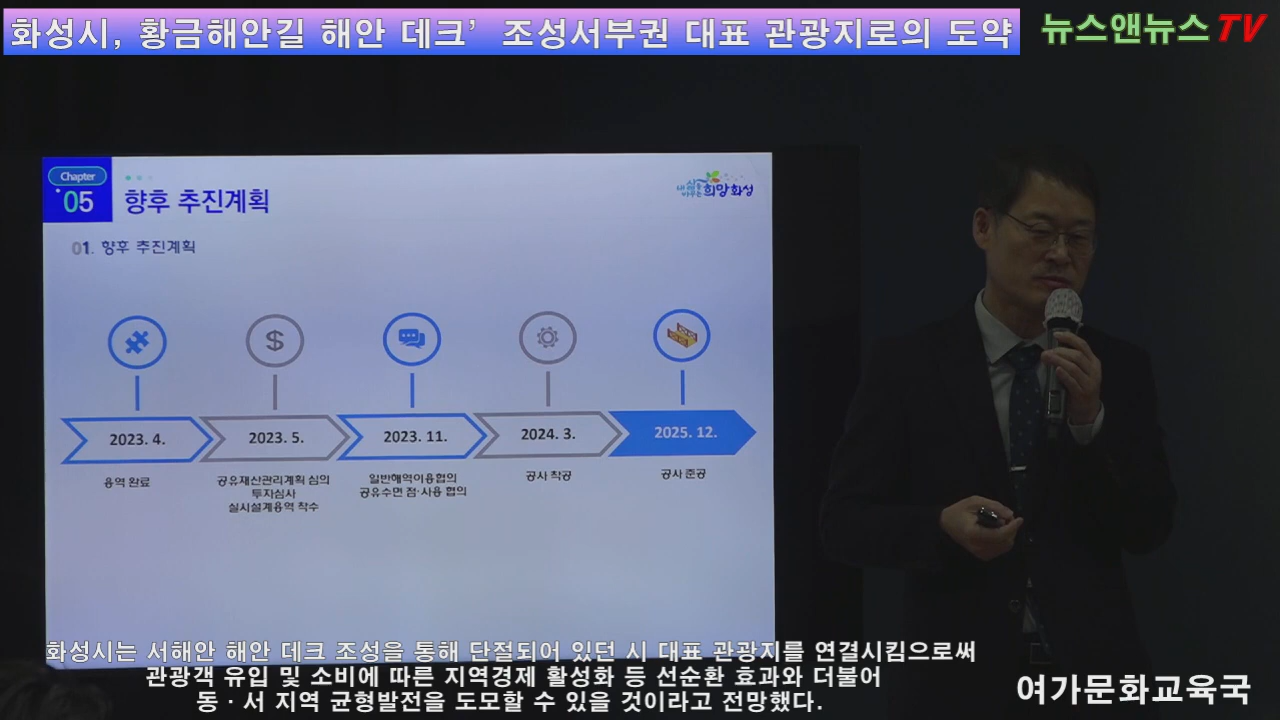 화성시, 황금해안길 해안 데크’ 조성서부권 대표 관광지로의 도약
뉴스앤뉴스TV
Chapter
05
향후 추진계획
희망화성
01. 향후 추진계획
$
2023. 4.
2023. 5.
2023. 11.
2024. 3.
2025. 12.
용역 완료
공유재산관리계획 심의
투자심사
실시설계용역 착수
일반해역이용협의
공유수면 점·사용 협의
공사 착공
공사 준공
화성시는 서해안 해안 데크 조성을 통해 단절되어 있던 시 대표 관광지를 연결시킴으로써
관광객 유입 및 소비에 따른 지역경제 활성화 등 선순환 효과와 더불어
동·서 지역 균형발전을 도모할 수 있을 것이라고 전망했다.
여가문화교육국